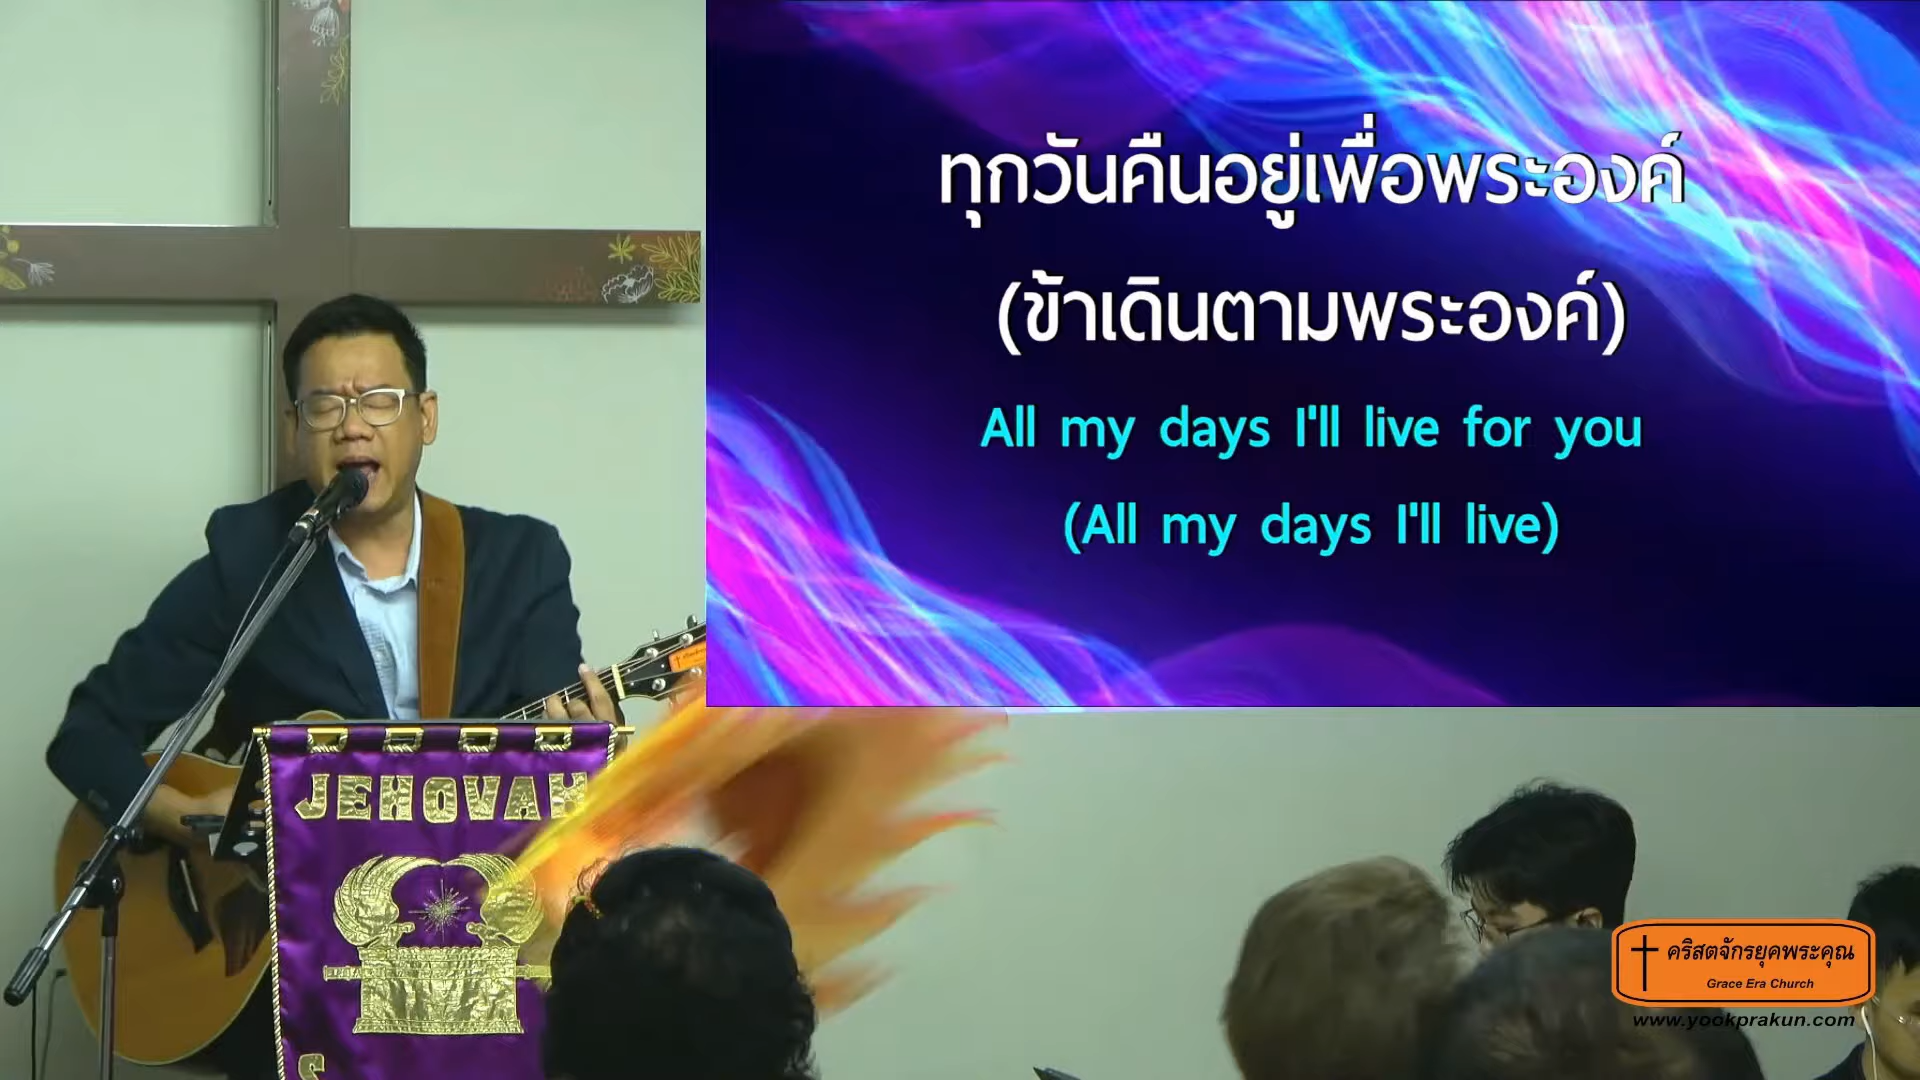 ทุกวันคืนอยู่เพื่อพระองค์
(ข้าเดินตามพระองค์)
All my days I'll live for you
(All my days I'll live)
JEHOVAH
S
คริสตจักรยุคพระคุณ
Grace Era Church
www.yookprakun.com